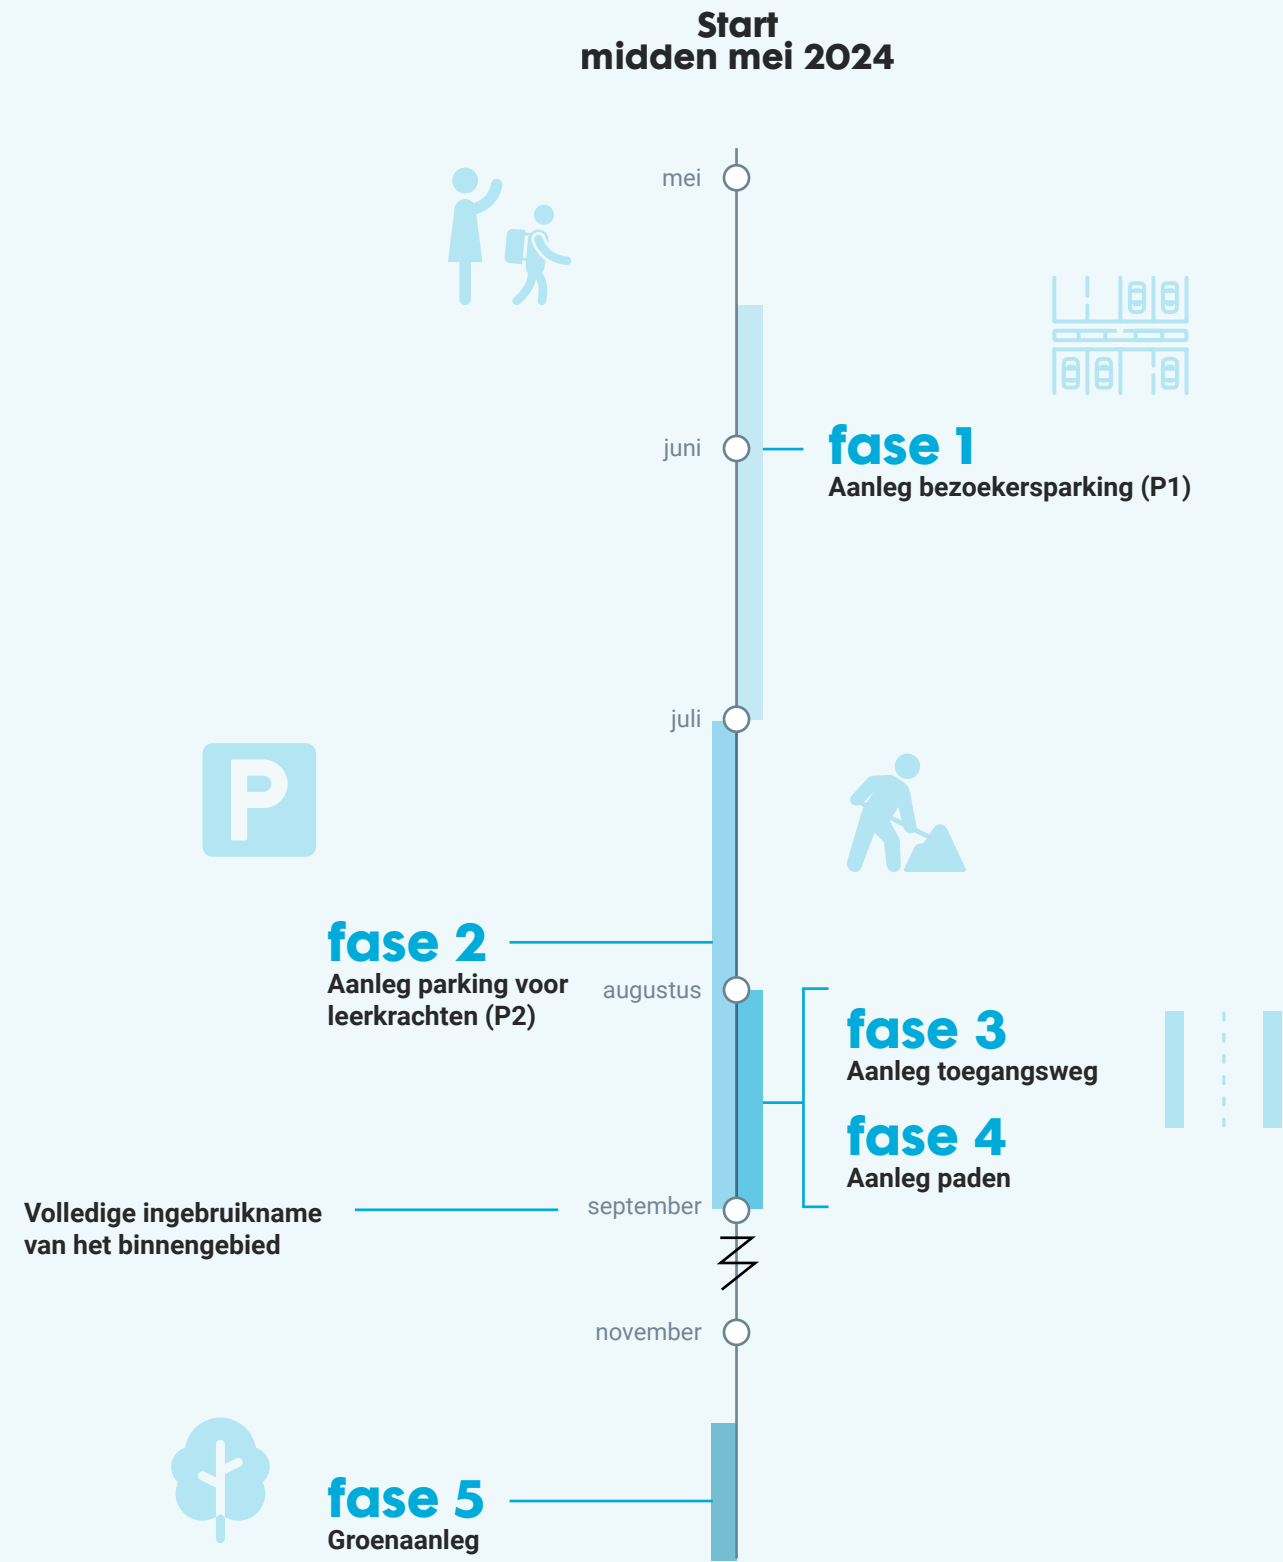 Start
midden mei 2024
mei
juni
fase 1
Aanleg bezoekersparking (P1)
juli
P
fase 2
Aanleg parking voor
leerkrachten (P2)
augustus
fase 3
Aanleg toegangsweg
fase 4
Aanleg paden
september
Volledige ingebruikname
van het binnengebied
november
fase 5
Groenaanleg